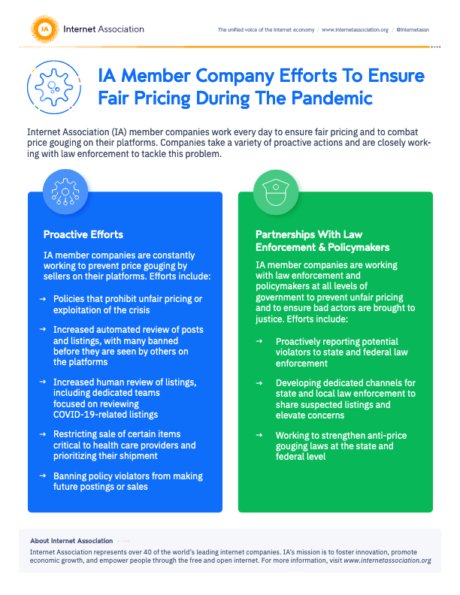 IA Internet Association
The unified voice of the internet economy / www.internetassociation.org / @internetassn
IA Member Company Efforts To Ensure
Fair Pricing During The Pandemic
Internet Association (IA) member companies work every day to ensure fair pricing and to combat
price gouging on their platforms. Companies take a variety of proactive actions and are closely work-
ing with law enforcement to tackle this problem.
Proactive Efforts
IA member companies are constantly
working to prevent price gouging by
sellers on their platforms. Efforts include:
→ Policies that prohibit unfair pricing or
exploitation of the crisis
→ Increased automated review of posts
and listings, with many banned
before they are seen by others on
the platforms
→ Increased human review of listings,
including dedicated teams
focused on reviewing
COVID-19-related listings
→ Restricting sale of certain items
critical to health care providers and
prioritizing their shipment
→ Banning policy violators from making
future postings or sales
Partnerships With Law
Enforcement & Policymakers
IA member companies are working
with law enforcement and
policymakers at all levels of
government to prevent unfair pricing
and to ensure bad actors are brought to
justice. Efforts include:
→ Proactively reporting potential
violators to state and federal law
enforcement
→ Developing dedicated channels for
state and local law enforcement to
share suspected listings and
elevate concerns
→ Working to strengthen anti-price
gouging laws at the state and
federal level
About Internet Association
Internet Association represents over 40 of the world's leading internet companies. IA's mission is to foster innovation, promote
economic growth, and empower people through the free and open internet. For more information, visit www.internetassociation.org